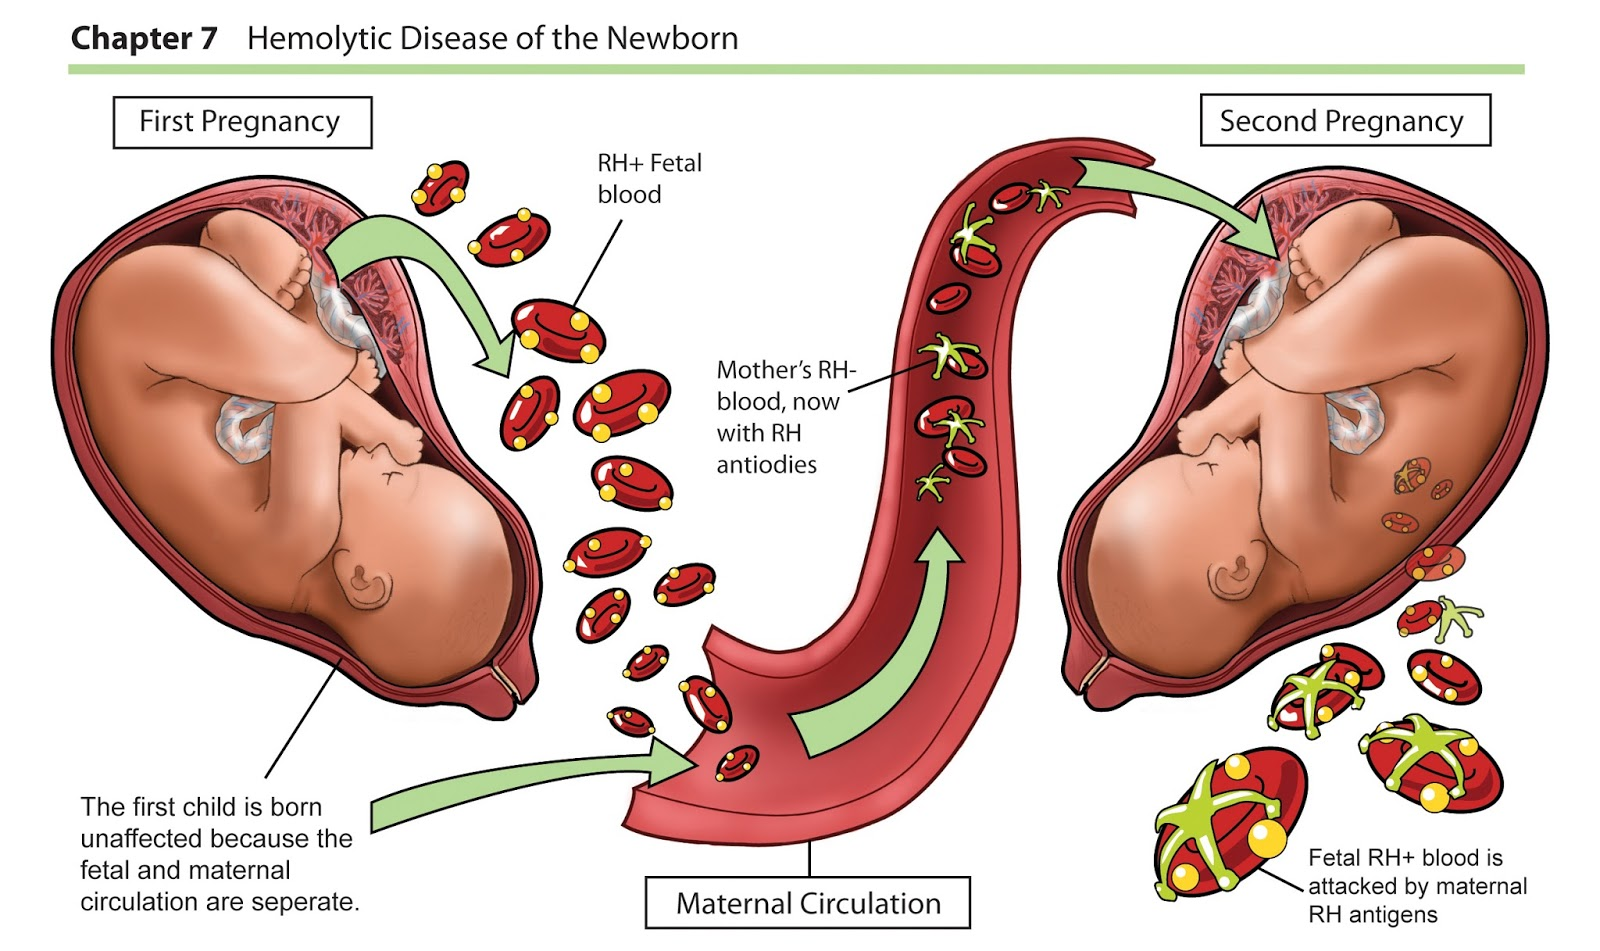 Chapter 7 Hemolytic Disease of the Newborn
First Pregnancy
Second Pregnancy
RH+ Fetal
blood
Mother's RH-
blood, now
with RH
antiodies
The first child is born
unaffected because the
fetal and maternal
circulation are seperate.
Maternal Circulation
Fetal RH+ blood is
attacked by maternal
RH antigens